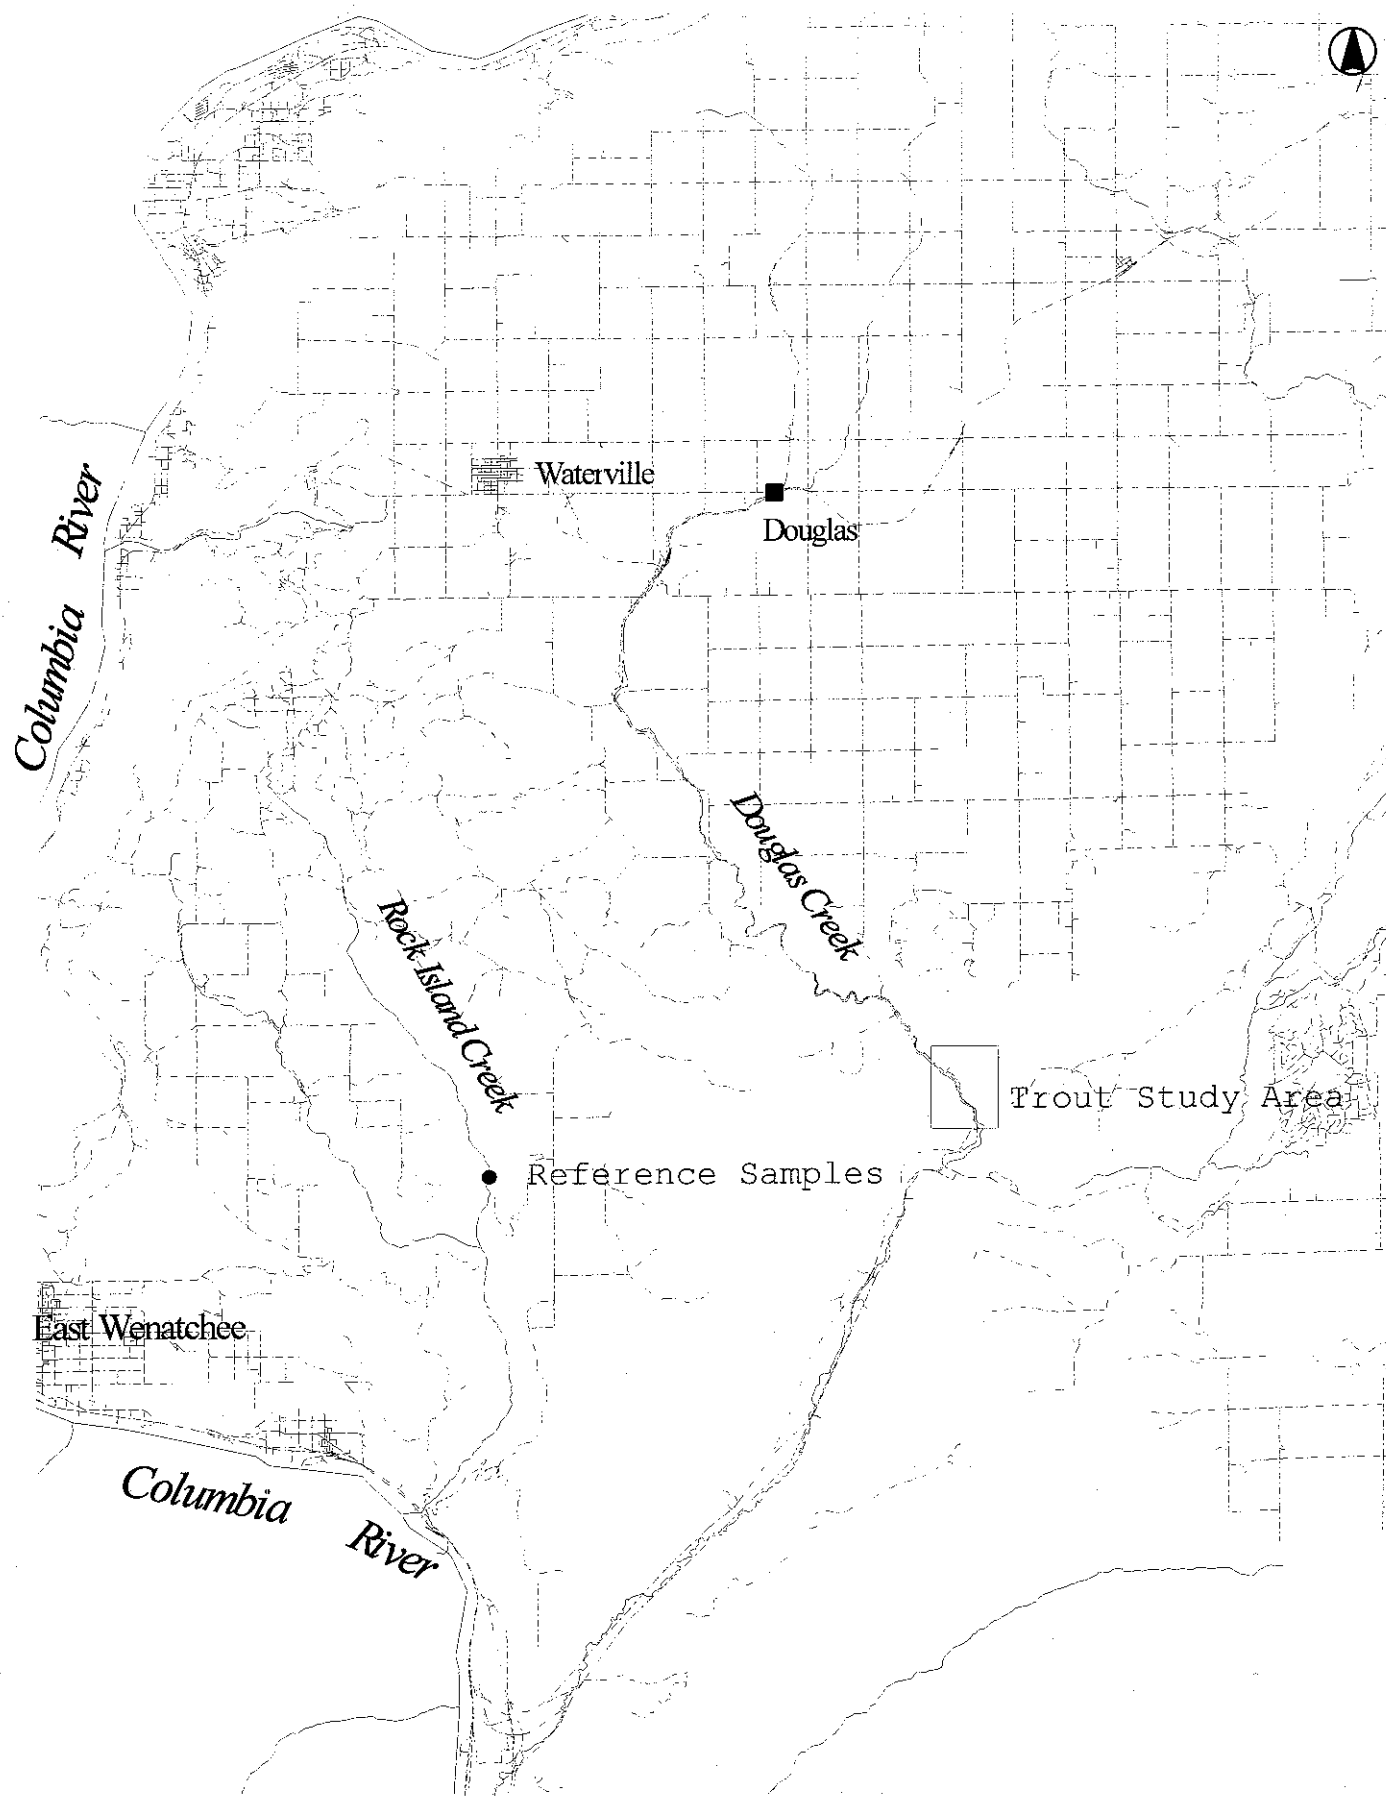 Waterville
Douglas
Columbia River
Douglas Creek
Rock Island Creek
Trout Study Area
Reference Samples
East Wenatchee
Columbia River